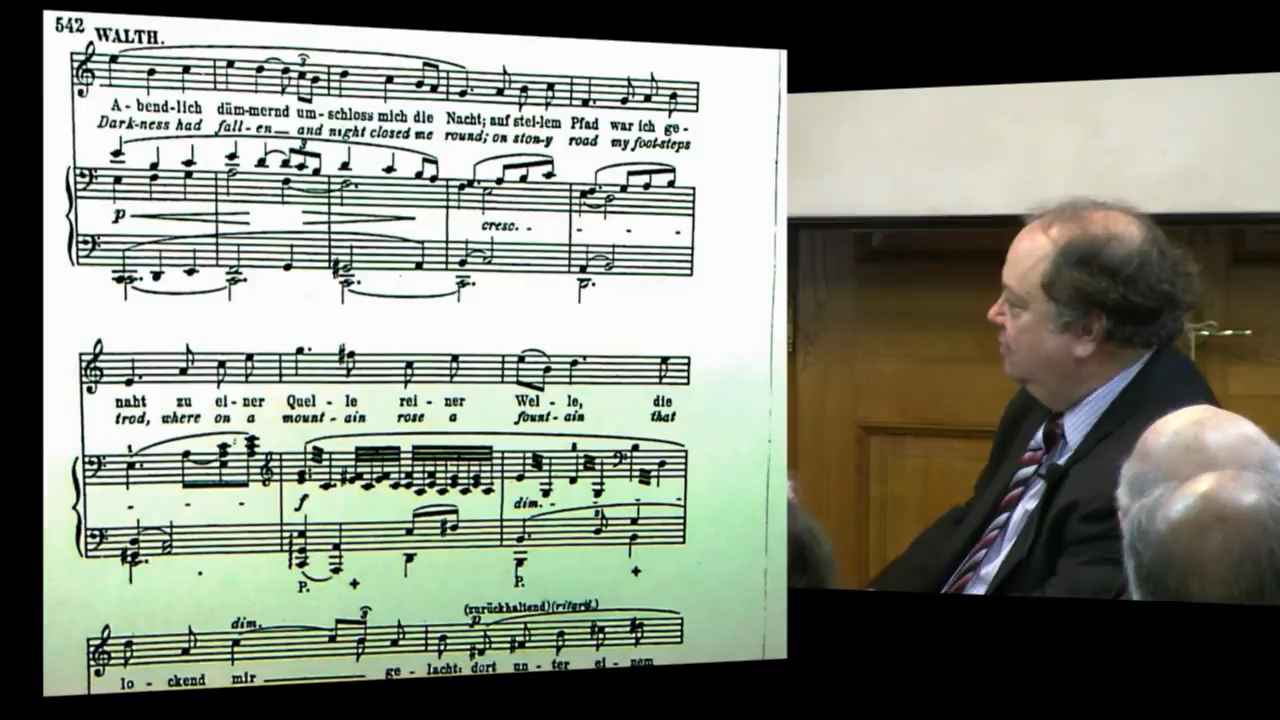 542 WALTH.
A - bend-lich däm-mernd um-schloss mich die Nacht; auf steilem Pfad war ich ge -
Dark-ness had fall-en and night closed me round; on ston-y road my foot-steps
3
p
cresc. -
naht zu ei-ner Quel - le rei - ner Wel - le, die
trod, where on a mount - ain rose a fount - ain that
f
dim. -
P.
P.
(zurückhaltend)(ritard.)
dim.
3
p
lo - ckend mir ge - lacht: dort un - ter ei - nem